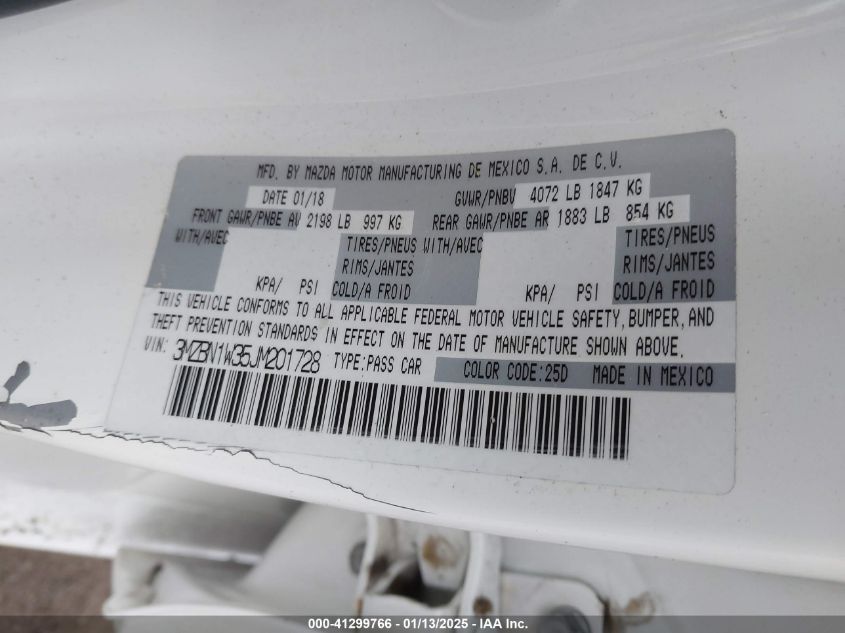 MFD. BY MAZDA MOTOR MANUFACTURING DE MEXICO S.A. DE C.V.
DATE 01/18 GVWR/PNBV 4072 LB 1847 KG
FRONT GAWR/PNBE AV 2198 LB 997 KG REAR GAWR/PNBE AR 1883 LB 854 KG
WITH/AVEC TIRES/PNEUS WITH/AVEC TIRES/PNEUS
RIMS/JANTES RIMS/JANTES
KPA/ PSI COLD/A FROID KPA/ PSI COLD/A FROID
THIS VEHICLE CONFORMS TO ALL APPLICABLE FEDERAL MOTOR VEHICLE SAFETY, BUMPER, AND
THEFT PREVENTION STANDARDS IN EFFECT ON THE DATE OF MANUFACTURE SHOWN ABOVE.
VIN: 3MZBN1W35JM201728 TYPE:PASS CAR COLOR CODE:25D MADE IN MEXICO
000-41299766 — 01/13/2025 — IAA Inc.